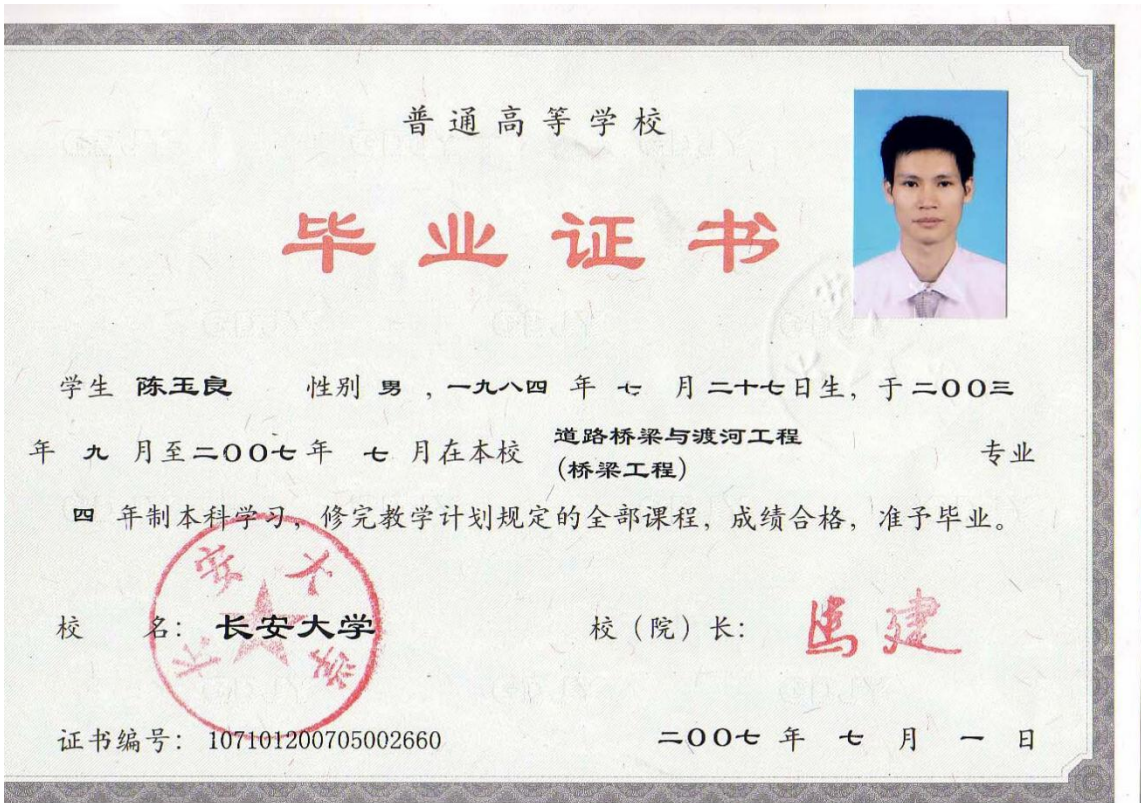 普通高等学校
毕业证书
学生 陈玉良 性别 男 ，一九八四 年 七 月 二十七日生，于 二OO三
年 九 月至 二OO七 年 七 月在本校 道路桥梁与渡河工程 (桥梁工程) 专业
四 年制本科学习，修完教学计划规定的全部课程，成绩合格，准予毕业。
长安大学
校 名： 长安大学 校（院）长： 马建
证书编号： 107101200705002660 二OO七 年 七 月 一 日